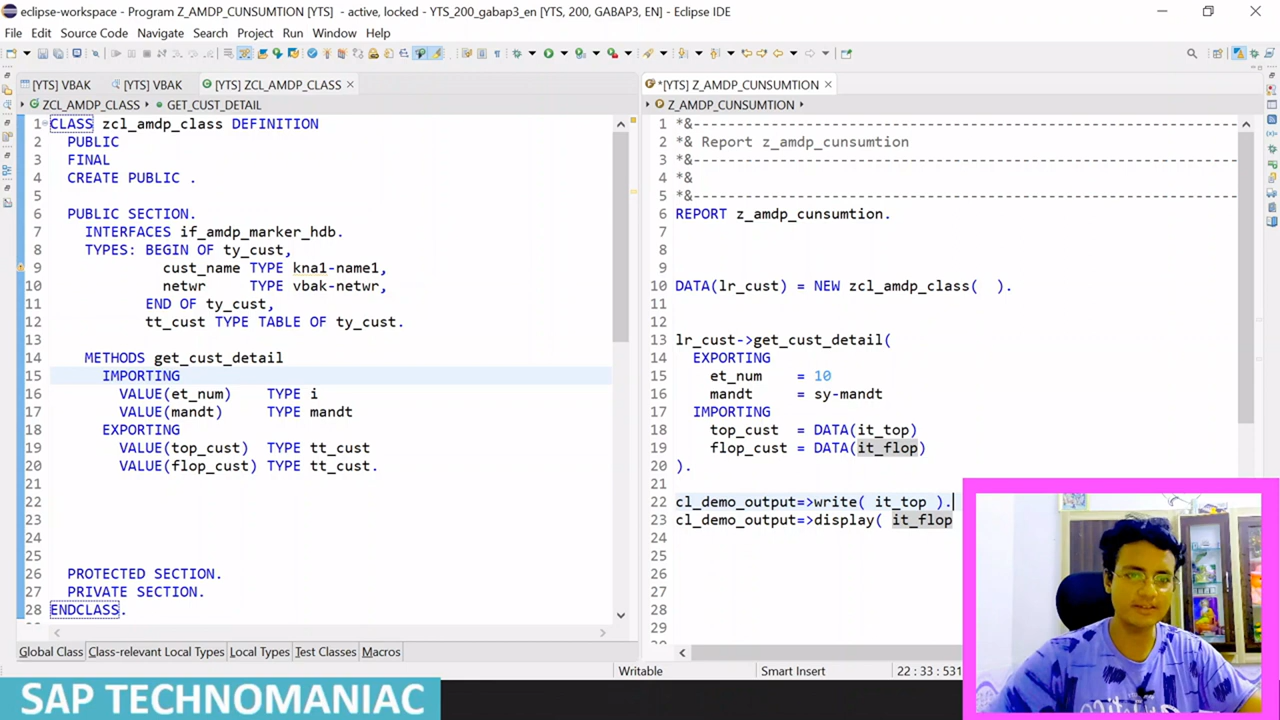 eclipse-workspace - Program Z_AMDP_CUNSUMTION [YTS]  - active, locked - YTS_200_gabap3_en [YTS, 200, GABAP3, EN] - Eclipse IDE
File Edit Source Code Navigate Search Project Run Window Help
[YTS] VBAK [YTS] VBAK [YTS] ZCL_AMDP_CLASS
ZCL_AMDP_CLASS GET_CUST_DETAIL
1 CLASS zcl_amdp_class DEFINITION
2 PUBLIC
3 FINAL
4 CREATE PUBLIC .
5
6 PUBLIC SECTION.
7 INTERFACES if_amdp_marker_hdb.
8 TYPES: BEGIN OF ty_cust,
9 cust_name TYPE kna1-name1,
10 netwr TYPE vbak-netwr,
11 END OF ty_cust,
12 tt_cust TYPE TABLE OF ty_cust.
13
14 METHODS get_cust_detail
15 IMPORTING
16 VALUE(et_num) TYPE i
17 VALUE(mandt) TYPE mandt
18 EXPORTING
19 VALUE(top_cust) TYPE tt_cust
20 VALUE(flop_cust) TYPE tt_cust.
21
22
23
24
25
26 PROTECTED SECTION.
27 PRIVATE SECTION.
28 ENDCLASS.
Global Class Class-relevant Local Types Local Types Test Classes Macros
*[YTS] Z_AMDP_CUNSUMTION
Z_AMDP_CUNSUMTION
1 *&---------------------------------------------------------------------
2 *& Report z_amdp_cunsumtion
3 *&---------------------------------------------------------------------
4 *&
5 *&---------------------------------------------------------------------
6 REPORT z_amdp_cunsumtion.
7
8
9
10 DATA(lr_cust) = NEW zcl_amdp_class(  ).
11
12
13 lr_cust->get_cust_detail(
14 EXPORTING
15 et_num = 10
16 mandt = sy-mandt
17 IMPORTING
18 top_cust = DATA(it_top)
19 flop_cust = DATA(it_flop)
20 ).
21
22 cl_demo_output=>write( it_top ).
23 cl_demo_output=>display( it_flop
24
25
26
27
28
29
Writable Smart Insert 22 : 33 : 531
SAP TECHNOMANIAC